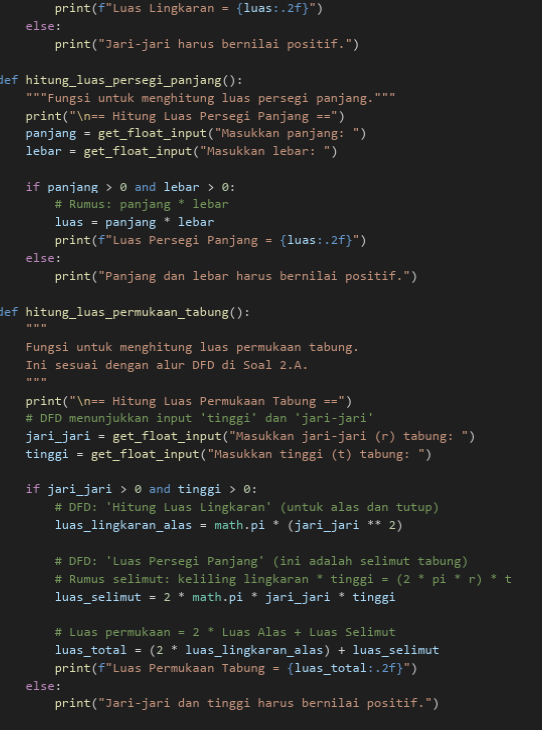 print(f"Luas Lingkaran = {luas:.2f}")
else:
print("Jari-jari harus bernilai positif.")
def hitung_luas_persegi_panjang():
"""Fungsi untuk menghitung luas persegi panjang."""
print("\n== Hitung Luas Persegi Panjang ==")
panjang = get_float_input("Masukkan panjang: ")
lebar = get_float_input("Masukkan lebar: ")
if panjang > 0 and lebar > 0:
# Rumus: panjang * lebar
luas = panjang * lebar
print(f"Luas Persegi Panjang = {luas:.2f}")
else:
print("Panjang dan lebar harus bernilai positif.")
def hitung_luas_permukaan_tabung():
"""
Fungsi untuk menghitung luas permukaan tabung.
Ini sesuai dengan alur DFD di Soal 2.A.
"""
print("\n== Hitung Luas Permukaan Tabung ==")
# DFD menunjukkan input 'tinggi' dan 'jari-jari'
jari_jari = get_float_input("Masukkan jari-jari (r) tabung: ")
tinggi = get_float_input("Masukkan tinggi (t) tabung: ")
if jari_jari > 0 and tinggi > 0:
# DFD: 'Hitung Luas Lingkaran' (untuk alas dan tutup)
luas_lingkaran_alas = math.pi * (jari_jari ** 2)
# DFD: 'Luas Persegi Panjang' (ini adalah selimut tabung)
# Rumus selimut: keliling lingkaran * tinggi = (2 * pi * r) * t
luas_selimut = 2 * math.pi * jari_jari * tinggi
# Luas permukaan = 2 * Luas Alas + Luas Selimut
luas_total = (2 * luas_lingkaran_alas) + luas_selimut
print(f"Luas Permukaan Tabung = {luas_total:.2f}")
else:
print("Jari-jari dan tinggi harus bernilai positif.")